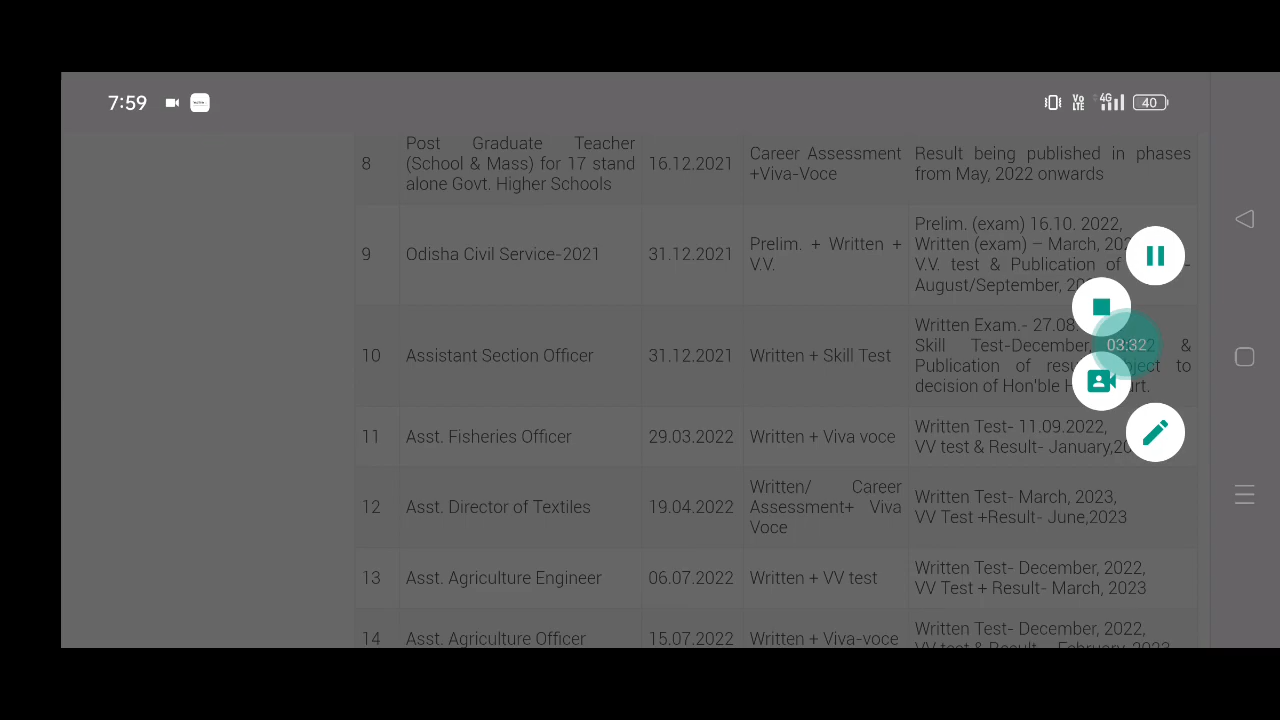 7:59
Vo LTE 4G 40
Post Graduate Teacher
8 (School & Mass) for 17 stand 16.12.2021 Career Assessment Result being published in phases
alone Govt. Higher Schools +Viva-Voce from May, 2022 onwards
Prelim. (exam) 16.10. 2022,
9 Odisha Civil Service-2021 31.12.2021 Prelim. + Written + Written (exam) – March,
V.V. V.V. test & Publication of
August/September,
Written Exam.- 27.08.
10 Assistant Section Officer 31.12.2021 Written + Skill Test Skill Test-December, &
Publication of to
decision of Hon'ble
03:32
11 Asst. Fisheries Officer 29.03.2022 Written + Viva voce Written Test- 11.09.2022,
VV test & Result- January,
Written/ Career
12 Asst. Director of Textiles 19.04.2022 Assessment+ Viva Written Test- March, 2023,
Voce VV Test +Result- June,2023
13 Asst. Agriculture Engineer 06.07.2022 Written + VV test Written Test- December, 2022,
VV Test + Result- March, 2023
14 Asst. Agriculture Officer 15.07.2022 Written + Viva-voce Written Test- December, 2022,